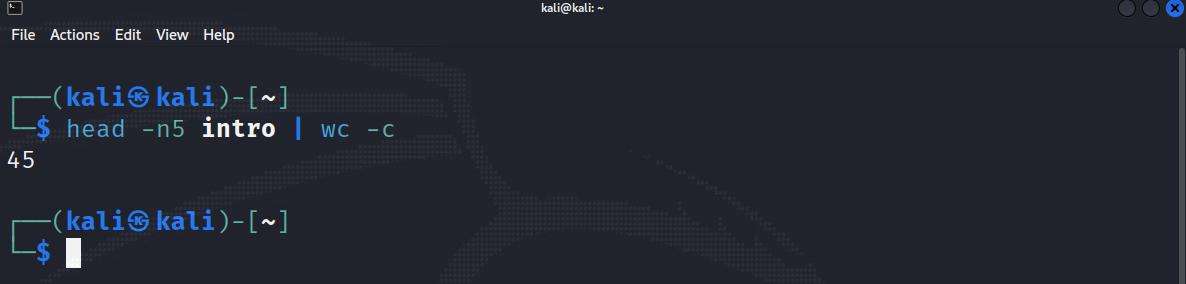 kali@kali: ~
File Actions Edit View Help
┌──(kali㉿kali)-[~]
└─$ head -n5 intro | wc -c
45
┌──(kali㉿kali)-[~]
└─$